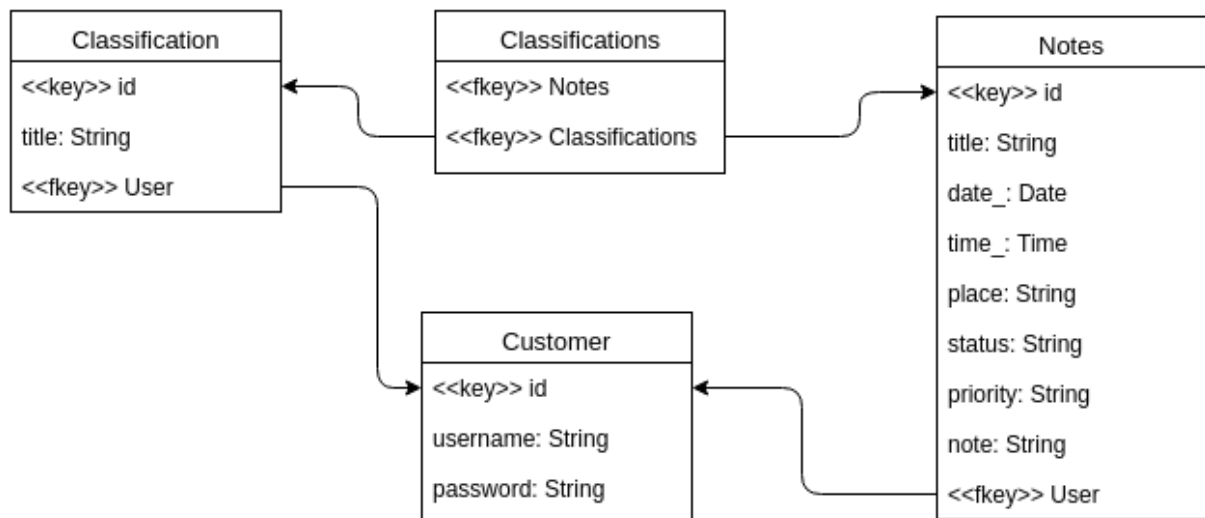 Classification
<<key>> id
title: String
<<fkey>> User
Classifications
<<fkey>> Notes
<<fkey>> Classifications
Notes
<<key>> id
title: String
date_: Date
time_: Time
place: String
status: String
priority: String
note: String
<<fkey>> User
Customer
<<key>> id
username: String
password: String